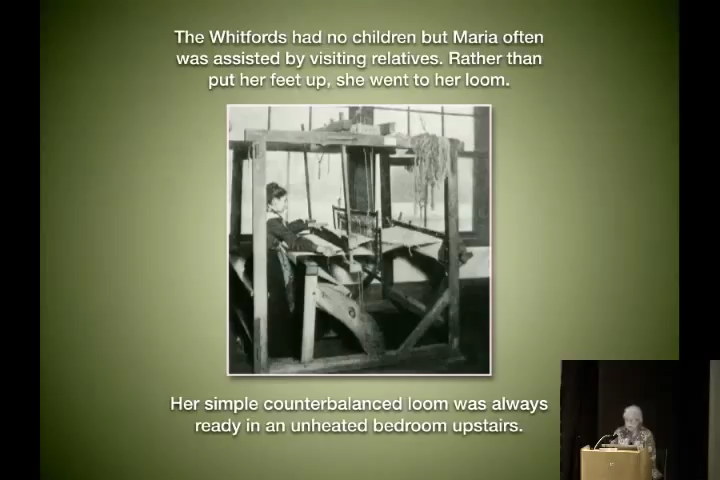 The Whitfords had no children but Maria often
was assisted by visiting relatives. Rather than
put her feet up, she went to her loom.
Her simple counterbalanced loom was always
ready in an unheated bedroom upstairs.